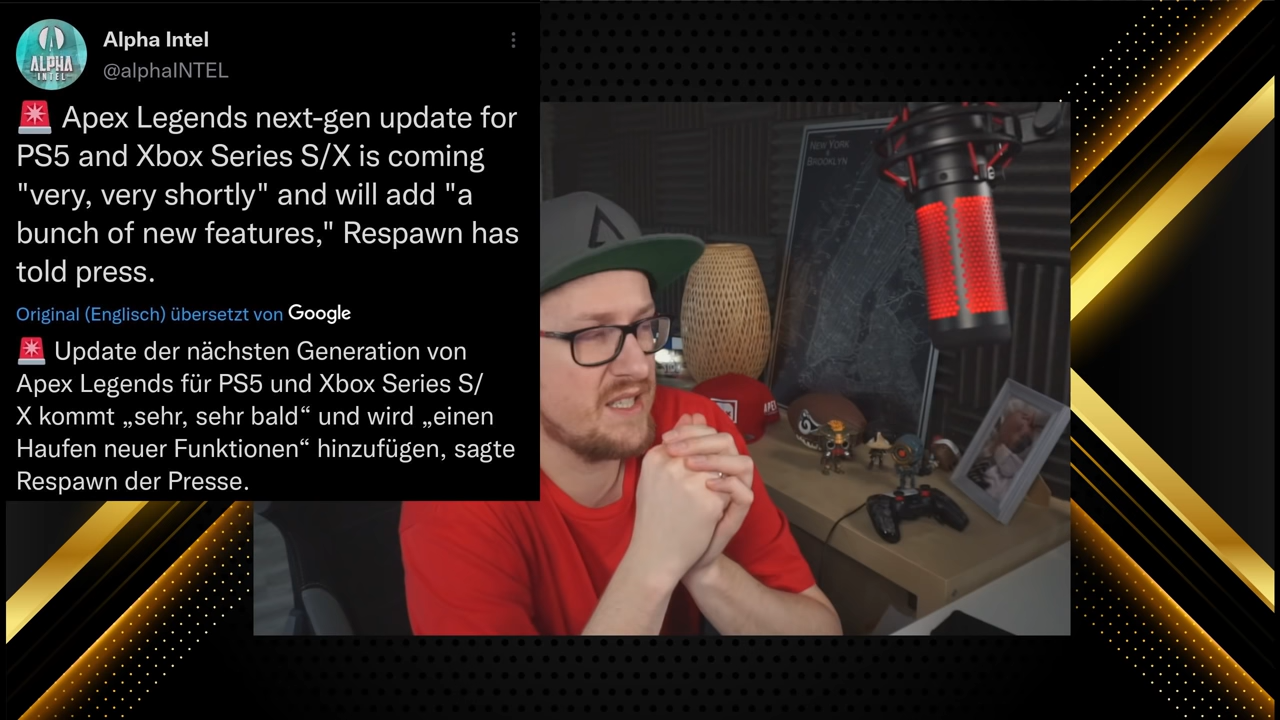 ALPHA
INTEL
Alpha Intel
@alphaINTEL
🚨 Apex Legends next-gen update for
PS5 and Xbox Series S/X is coming
"very, very shortly" and will add "a
bunch of new features," Respawn has
told press.
Original (Englisch) übersetzt von Google
🚨 Update der nächsten Generation von
Apex Legends für PS5 und Xbox Series S/
X kommt „sehr, sehr bald“ und wird „einen
Haufen neuer Funktionen“ hinzufügen, sagte
Respawn der Presse.
NEW YORK
BROOKLYN
APEX